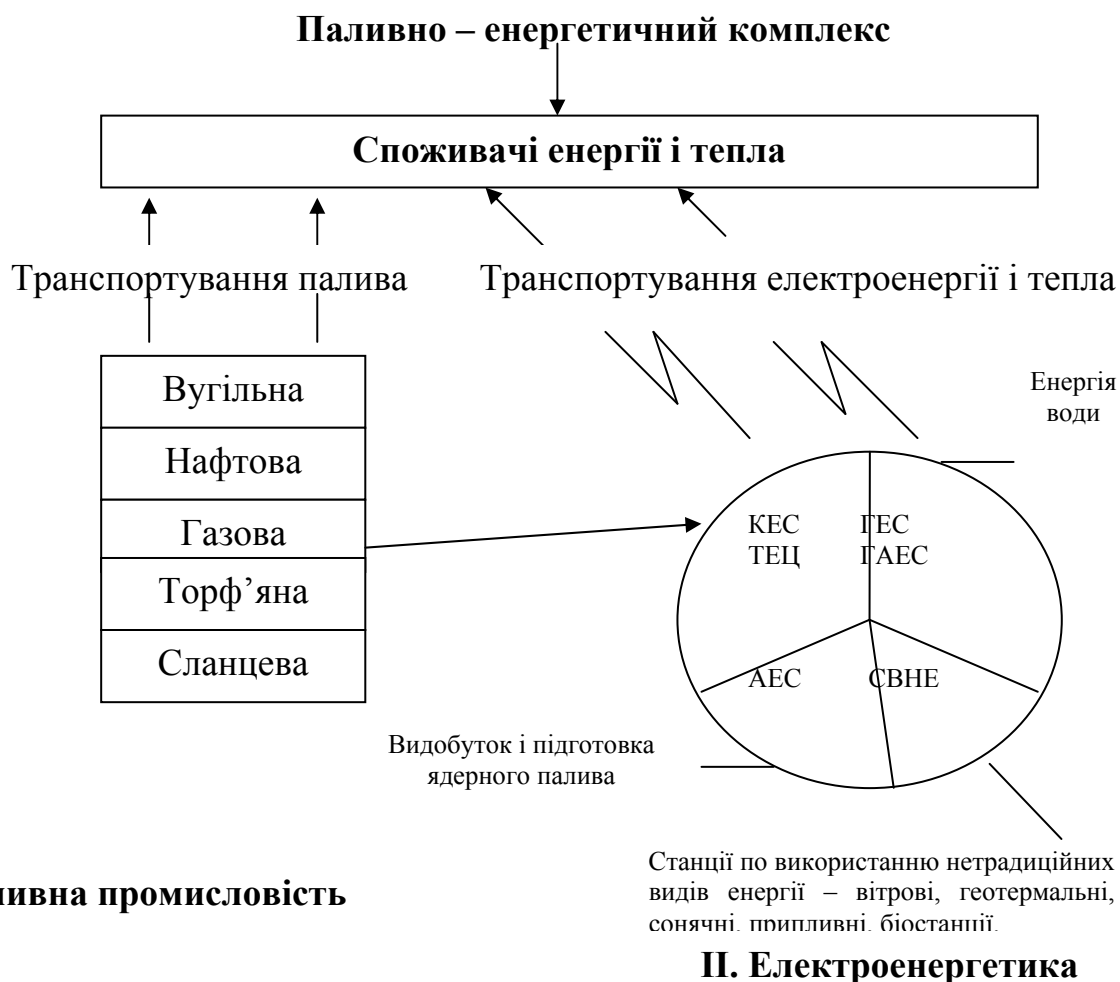 Паливно – енергетичний комплекс
Споживачі енергії і тепла
Транспортування палива
Транспортування електроенергії і тепла
Вугільна
Нафтова
Газова
Торф’яна
Сланцева
Енергія
води
КЕС
ТЕЦ
ГЕС
ГАЕС
АЕС
СВНЕ
Видобуток і підготовка
ядерного палива
Станції по використанню нетрадиційних
видів енергії – вітрові, геотермальні,
сонячні, припливні, біостанції.
промисловість
ІІ. Електроенергетика